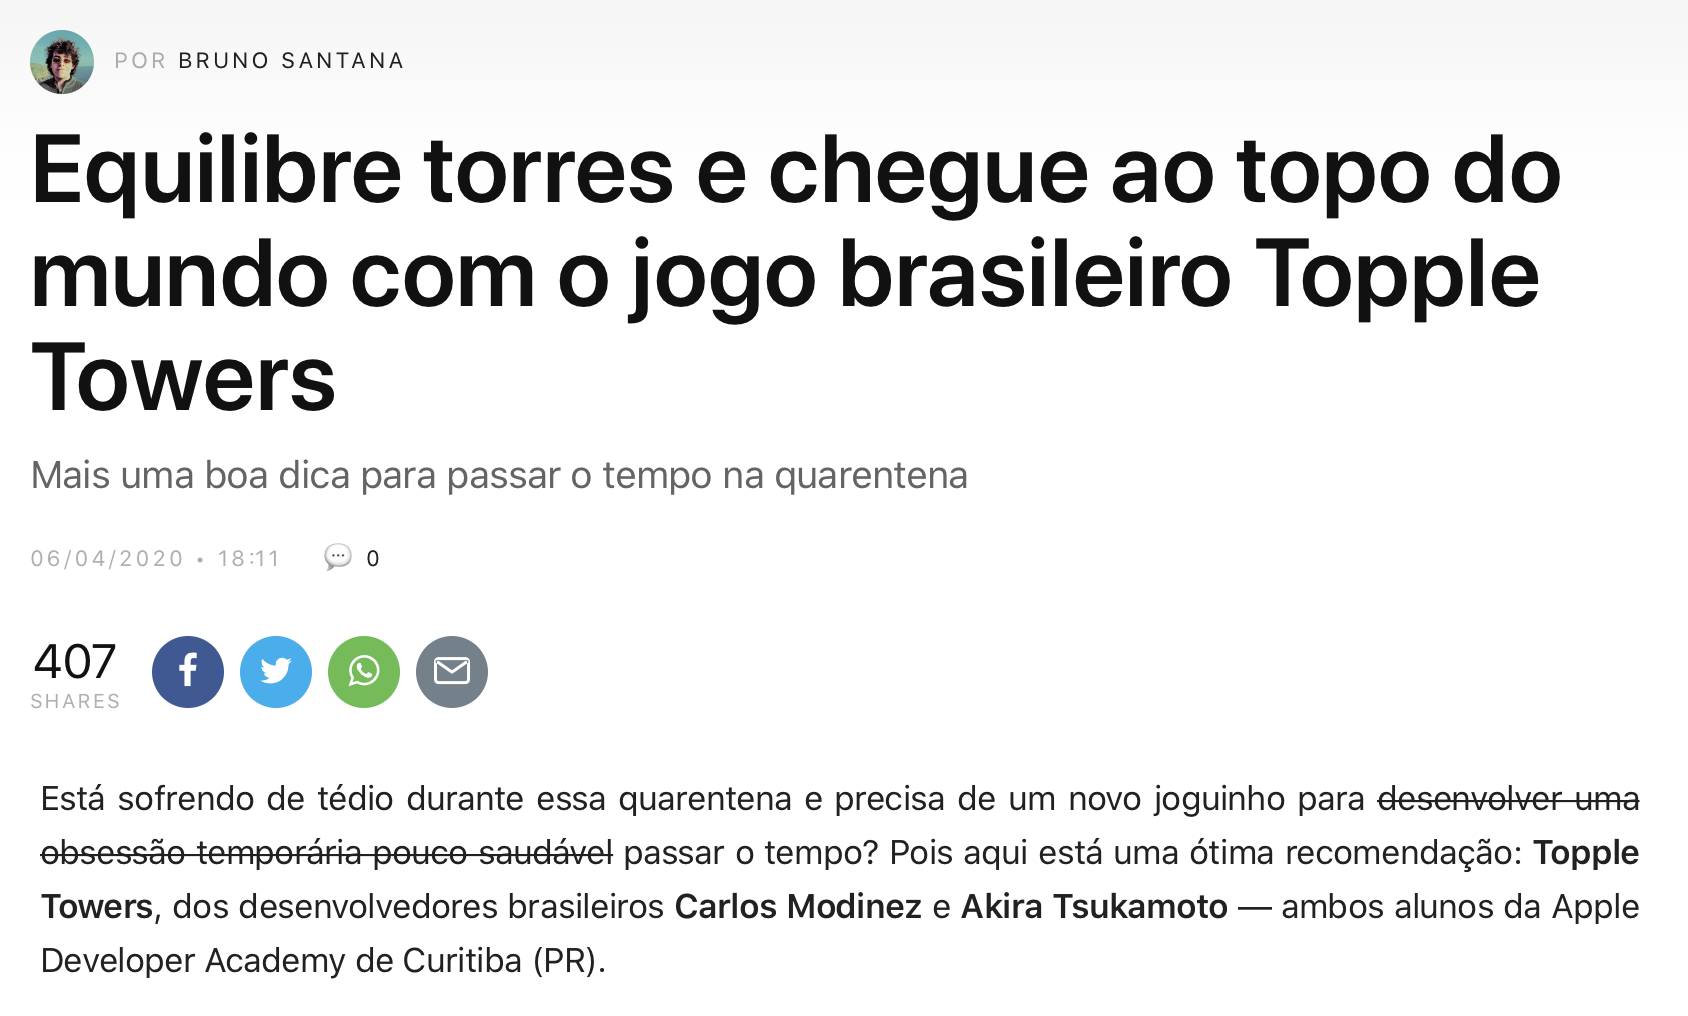 POR BRUNO SANTANA
Equilibre torres e chegue ao topo do
mundo com o jogo brasileiro Topple
Towers
Mais uma boa dica para passar o tempo na quarentena
06/04/2020 • 18:11 0
407
SHARES
Está sofrendo de tédio durante essa quarentena e precisa de um novo joguinho para desenvolver uma
obsessão temporária pouco saudável passar o tempo? Pois aqui está uma ótima recomendação: Topple
Towers, dos desenvolvedores brasileiros Carlos Modinez e Akira Tsukamoto — ambos alunos da Apple
Developer Academy de Curitiba (PR).